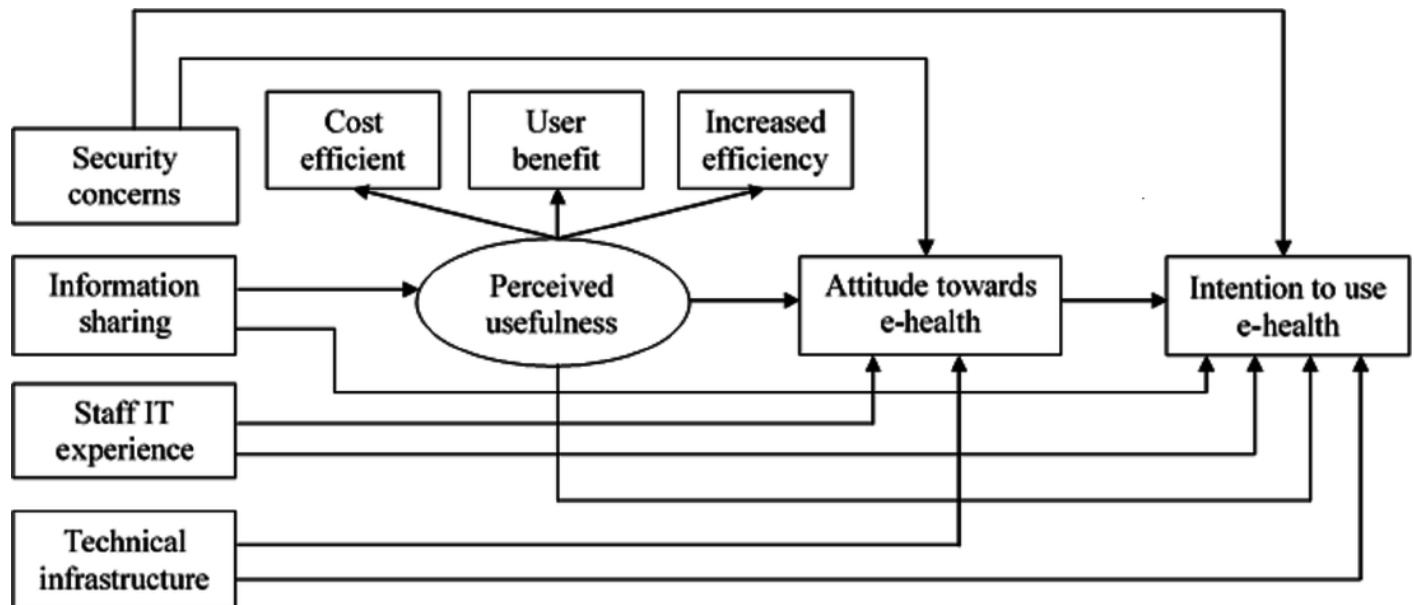 Cost
efficient
User
benefit
Increased
efficiency
Security
concerns
Information
sharing
Perceived
usefulness
Attitude towards
e-health
Intention to use
e-health
Staff IT
experience
Technical
infrastructure